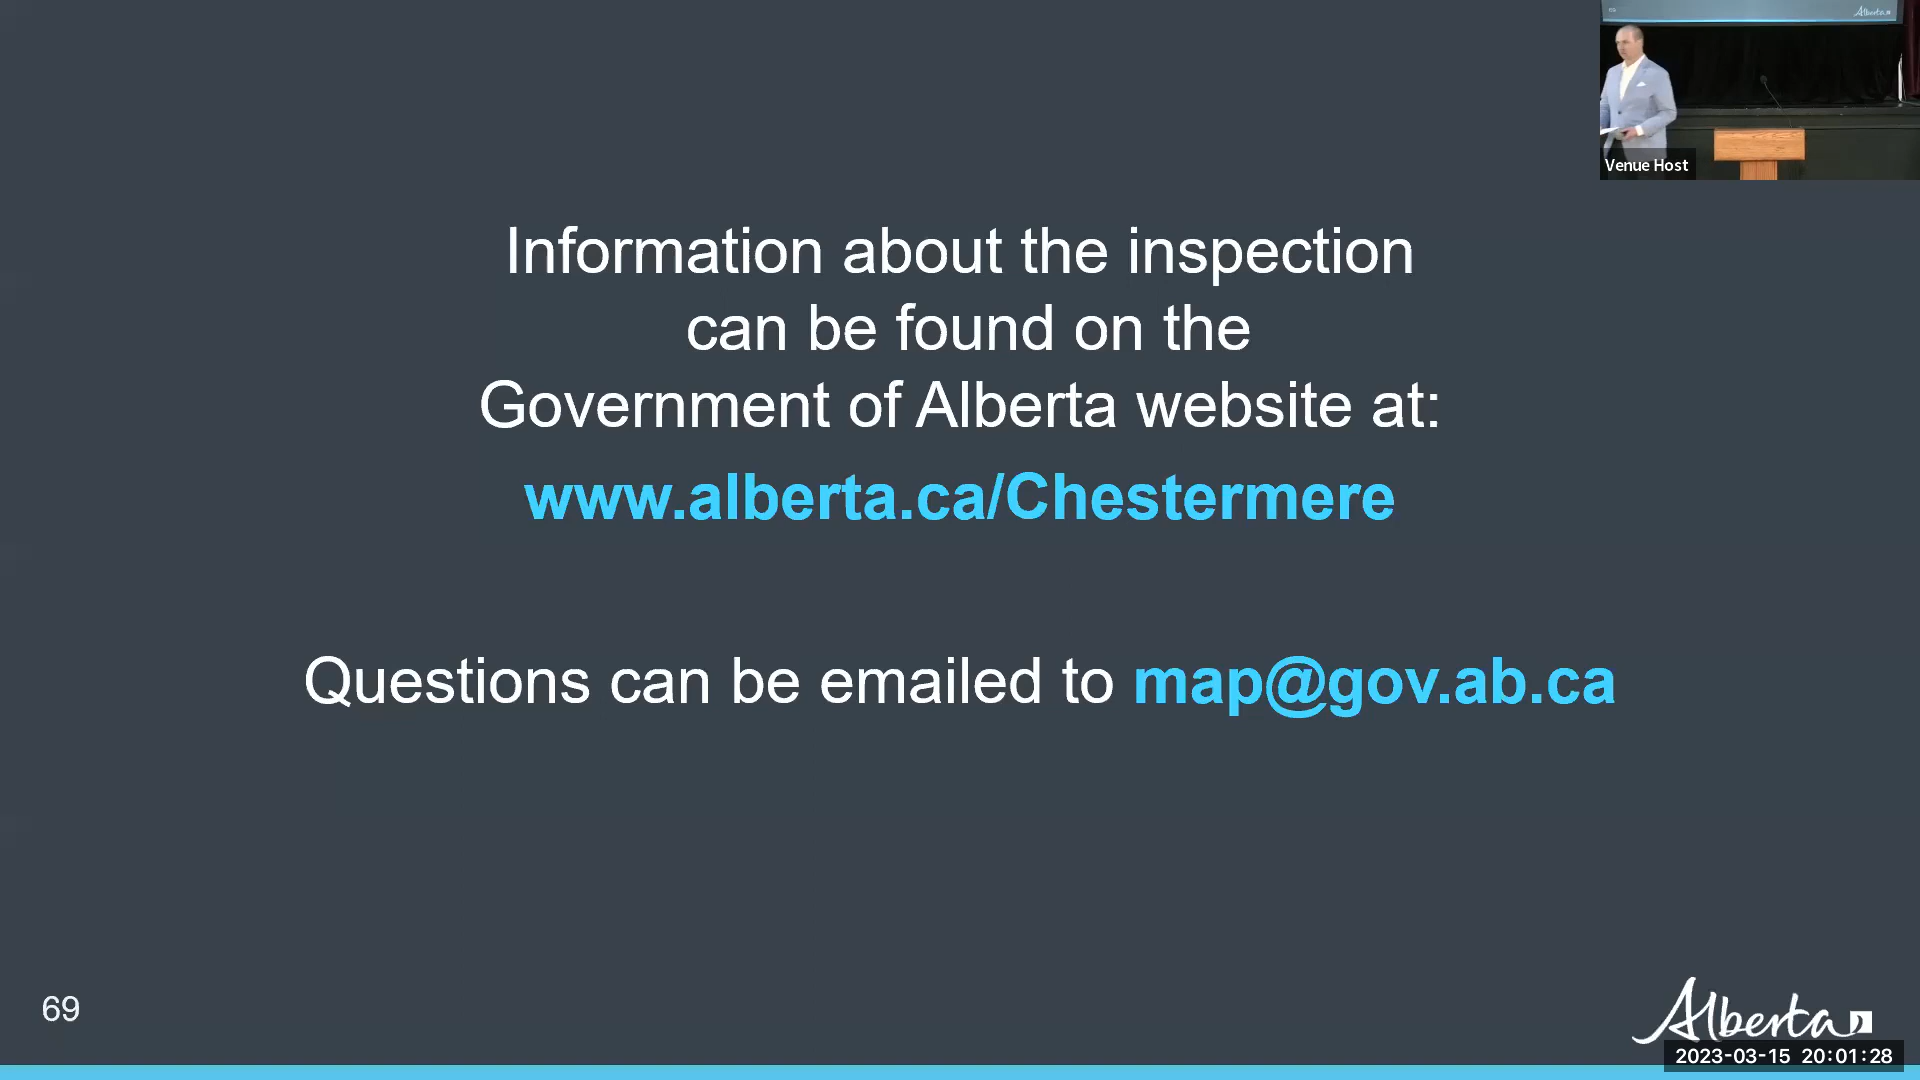 Alberta
Venue Host
Information about the inspection
can be found on the
Government of Alberta website at:
www.alberta.ca/Chestermere
Questions can be emailed to map@gov.ab.ca
69
Alberta
2023-03-15 20:01:28